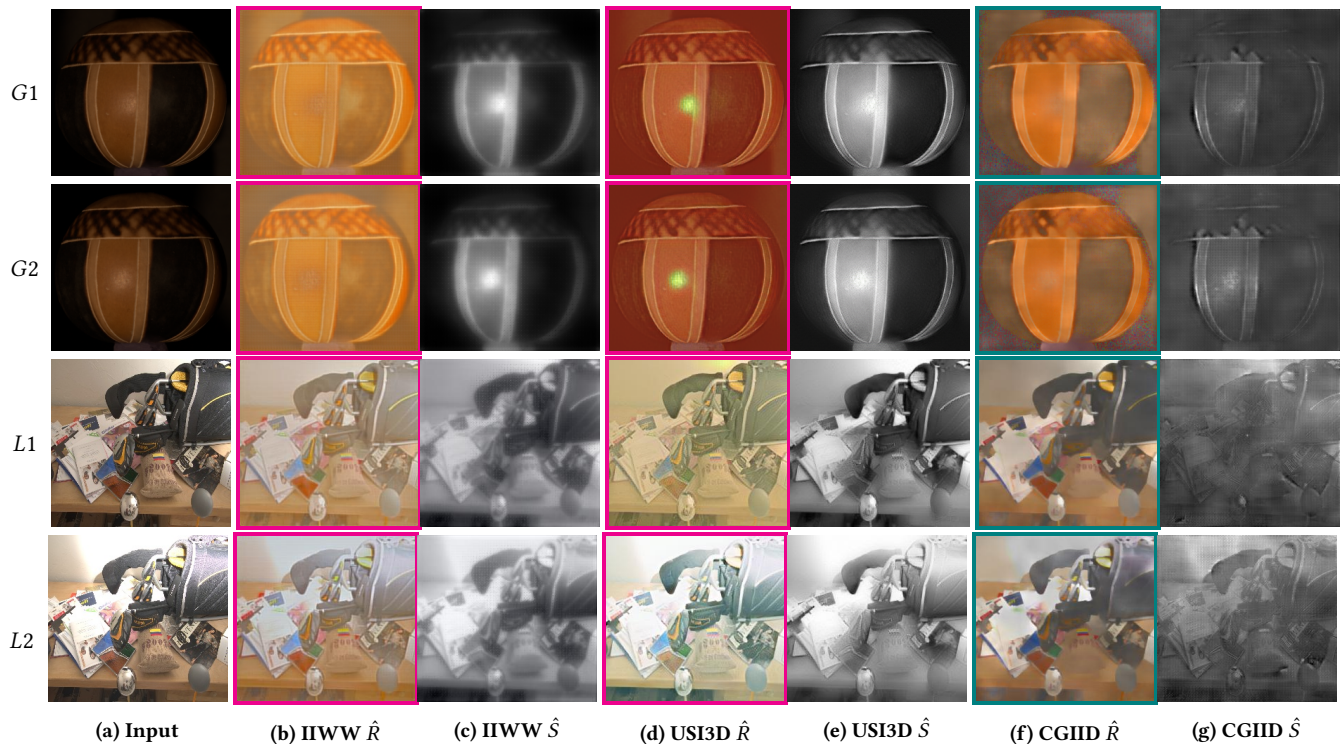 G1
G2
L1
L2
(a) Input (b) IIWW R̂ (c) IIWW Ŝ (d) USI3D R̂ (e) USI3D Ŝ (f) CGIID R̂ (g) CGIID Ŝ